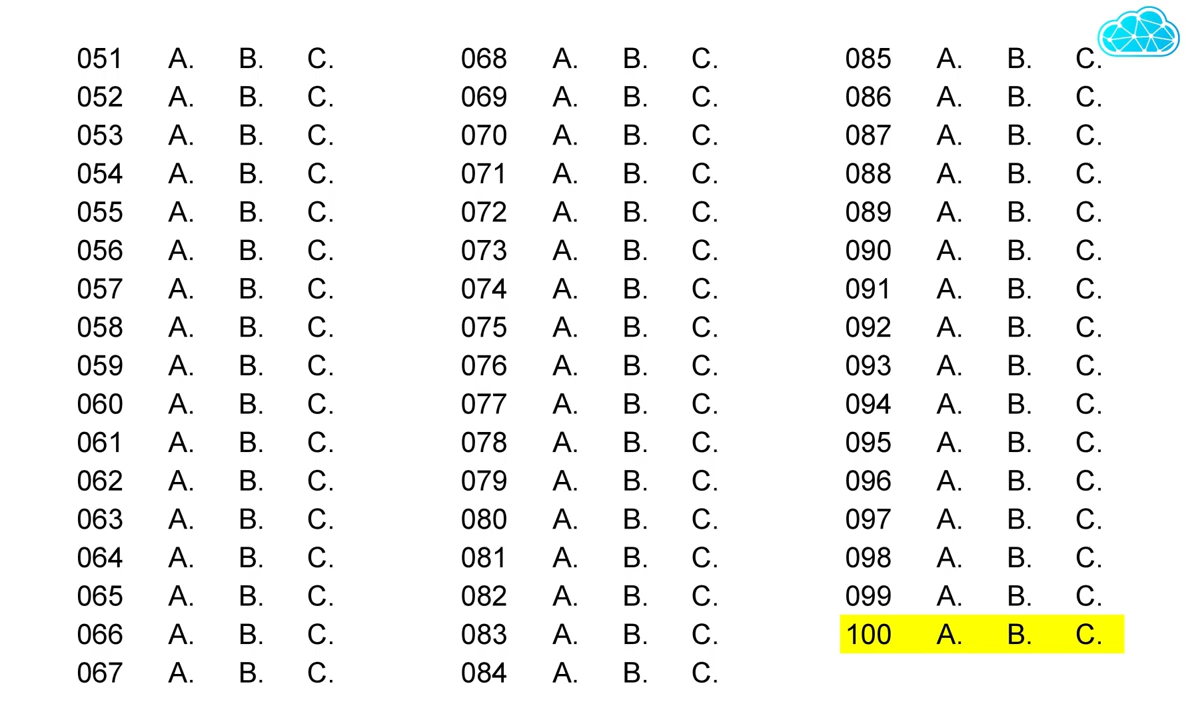 051 A. B. C.
052 A. B. C.
053 A. B. C.
054 A. B. C.
055 A. B. C.
056 A. B. C.
057 A. B. C.
058 A. B. C.
059 A. B. C.
060 A. B. C.
061 A. B. C.
062 A. B. C.
063 A. B. C.
064 A. B. C.
065 A. B. C.
066 A. B. C.
067 A. B. C.
068 A. B. C.
069 A. B. C.
070 A. B. C.
071 A. B. C.
072 A. B. C.
073 A. B. C.
074 A. B. C.
075 A. B. C.
076 A. B. C.
077 A. B. C.
078 A. B. C.
079 A. B. C.
080 A. B. C.
081 A. B. C.
082 A. B. C.
083 A. B. C.
084 A. B. C.
085 A. B. C.
086 A. B. C.
087 A. B. C.
088 A. B. C.
089 A. B. C.
090 A. B. C.
091 A. B. C.
092 A. B. C.
093 A. B. C.
094 A. B. C.
095 A. B. C.
096 A. B. C.
097 A. B. C.
098 A. B. C.
099 A. B. C.
100 A. B. C.